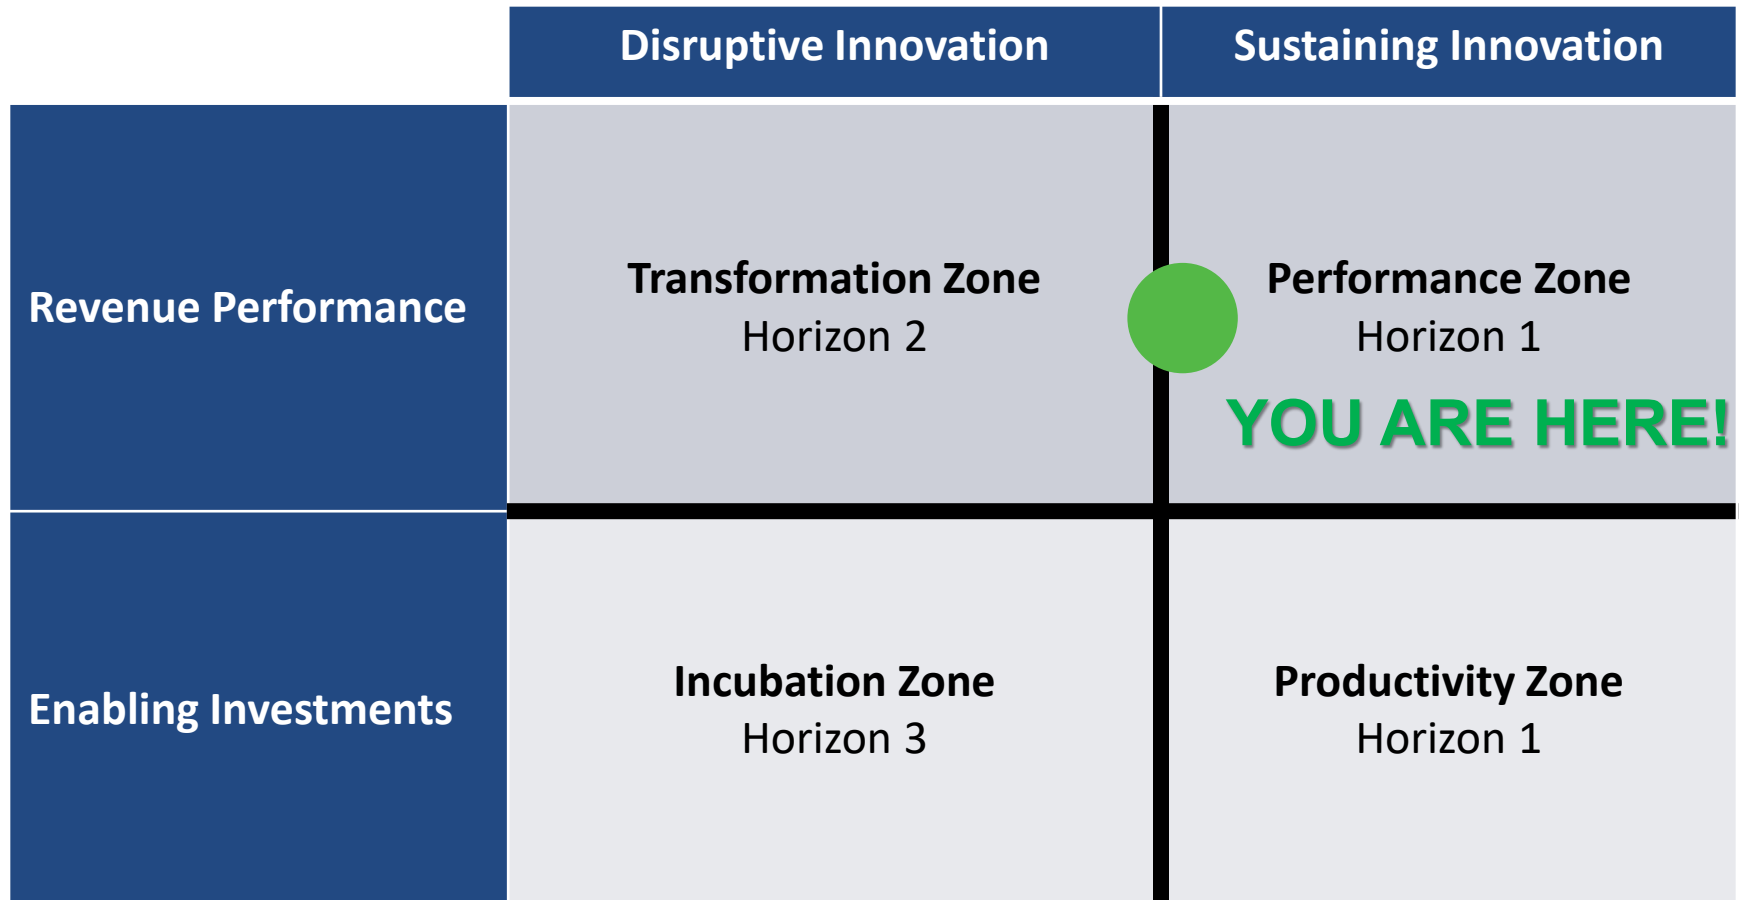 Disruptive Innovation
Sustaining Innovation
Revenue Performance
Transformation Zone
Horizon 2
Performance Zone
Horizon 1
YOU ARE HERE!
Enabling Investments
Incubation Zone
Horizon 3
Productivity Zone
Horizon 1